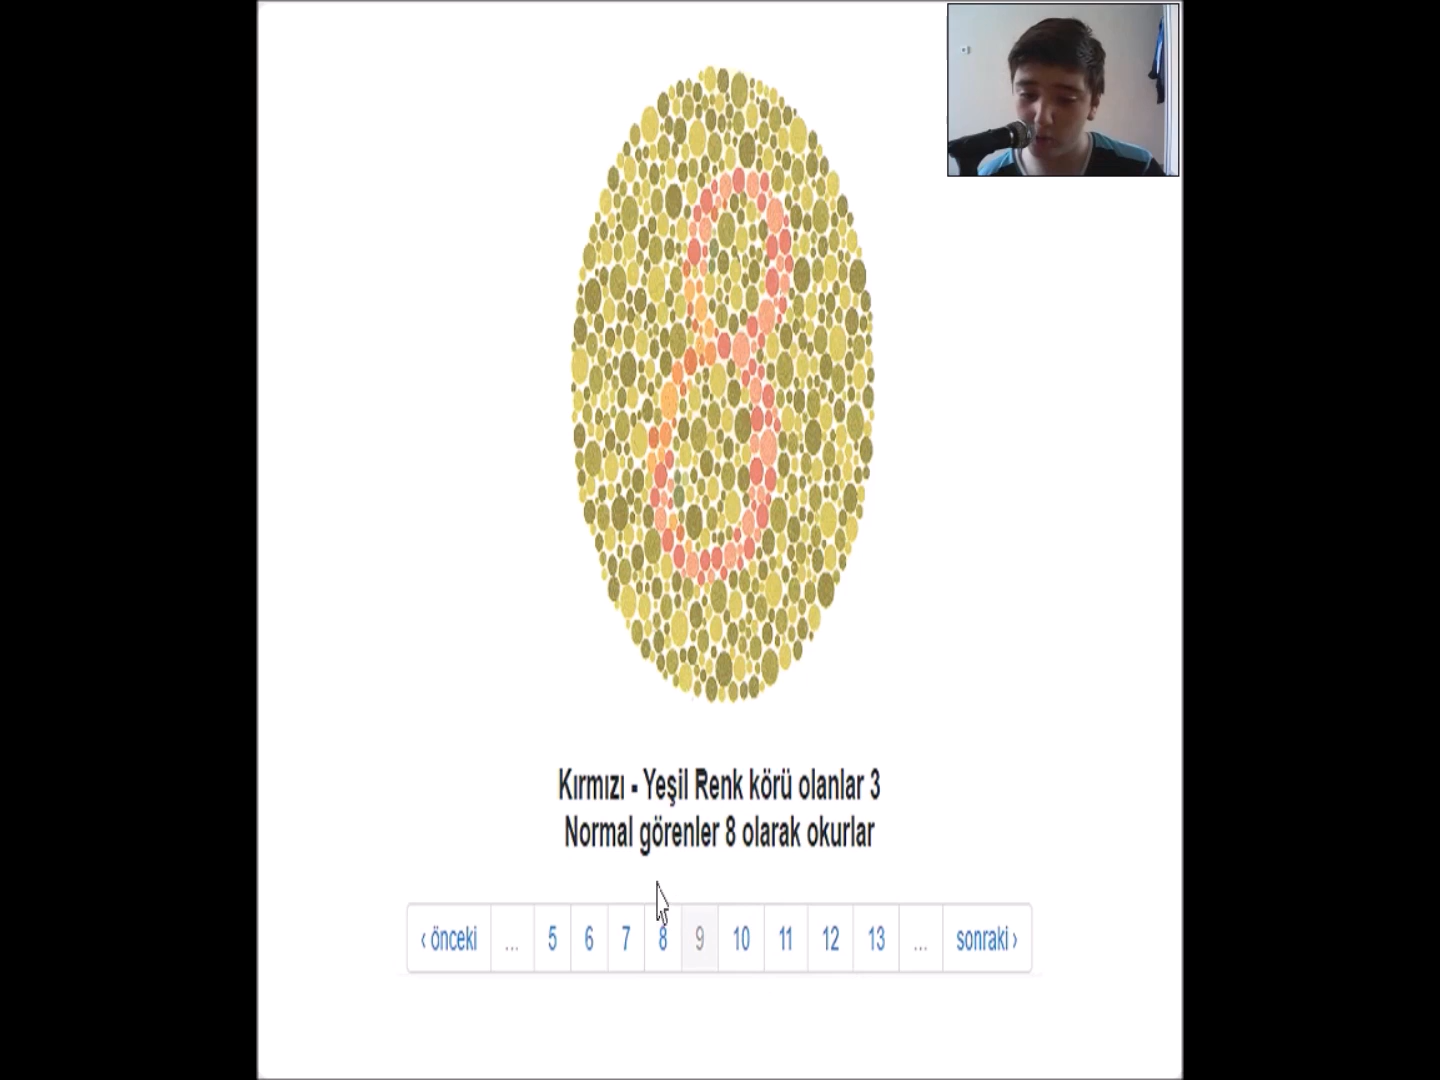 Kırmızı - Yeşil Renk körü olanlar 3
Normal görenler 8 olarak okurlar
‹ önceki ... 5 6 7 8 9 10 11 12 13 ... sonraki ›